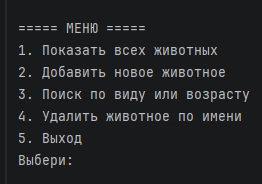 ===== МЕНЮ =====
1. Показать всех животных
2. Добавить новое животное
3. Поиск по виду или возрасту
4. Удалить животное по имени
5. Выход
Выбери: